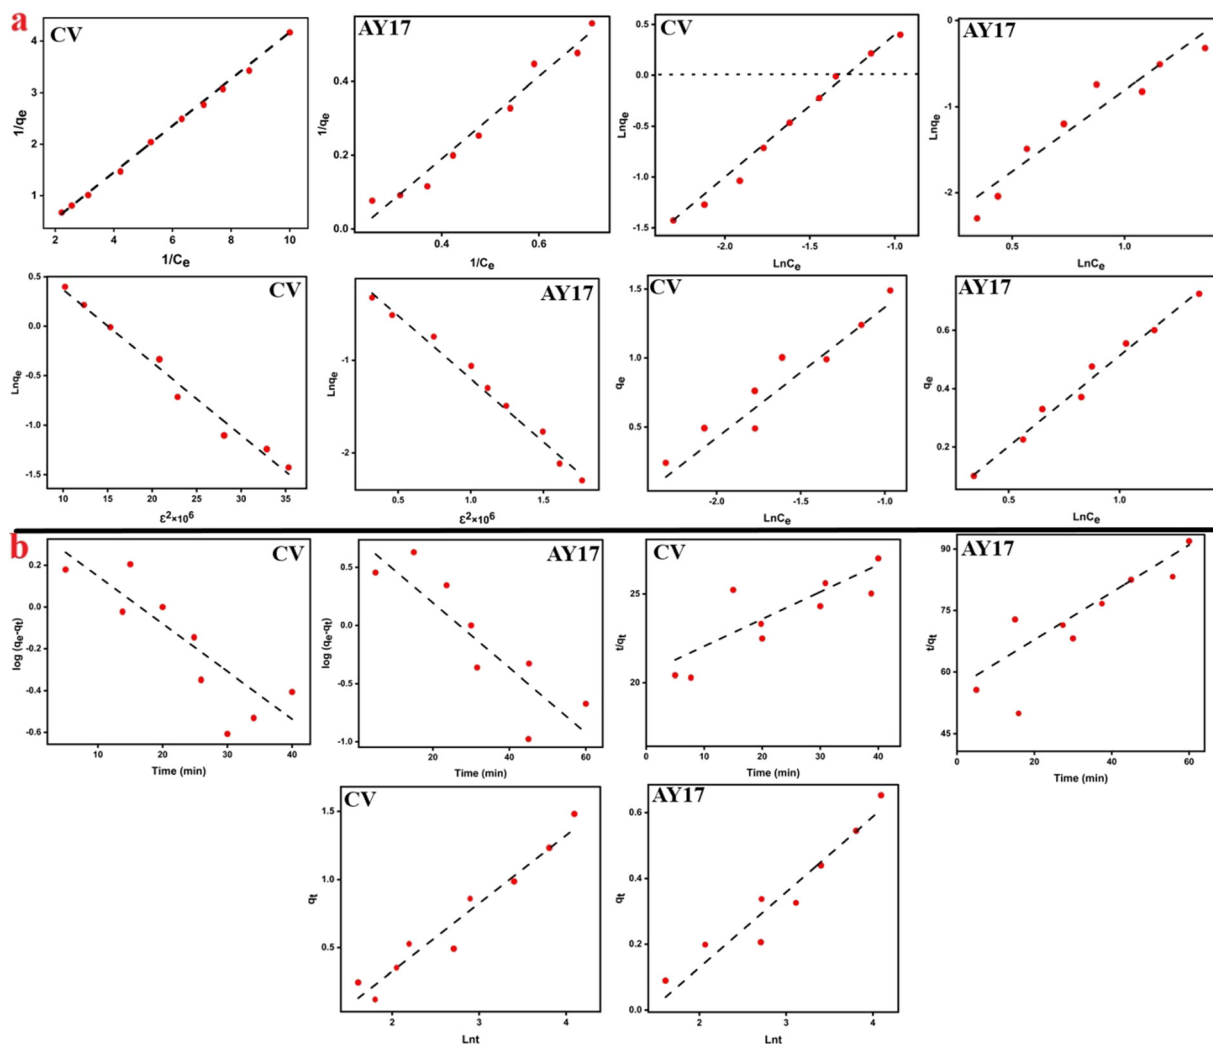 a
CV
1/qe
4
3
2
1
2 4 6 8 10
1/Ce
AY17
1/qe
0.4
0.2
0.0
0.4 0.6
1/Ce
CV
Lnqe
0.5
0.0
-0.5
-1.0
-1.5
-2.0 -1.5 -1.0
LnCe
AY17
Lnqe
0
-1
-2
0.5 1.0
LnCe
CV
Lnqe
0.5
0.0
-0.5
-1.0
-1.5
10 15 20 25 30 35
ε²×10⁶
AY17
Lnqe
-1
-2
0.5 1.0 1.5
ε²×10⁶
CV
qe
1.5
1.0
0.5
-2.0 -1.5 -1.0
LnCe
AY17
qe
0.6
0.4
0.2
0.5 1.0
LnCe
b
CV
log (qe-qt)
0.2
0.0
-0.2
-0.4
-0.6
10 20 30 40
Time (min)
AY17
log (qe-qt)
0.5
0.0
-0.5
-1.0
20 40 60
Time (min)
CV
t/qt
25
20
0 10 20 30 40
Time (min)
AY17
t/qt
90
75
60
45
0 20 40 60
Time (min)
CV
qt
1.5
1.0
0.5
2 3 4
Lnt
AY17
qt
0.6
0.4
0.2
0.0
2 3 4
Lnt